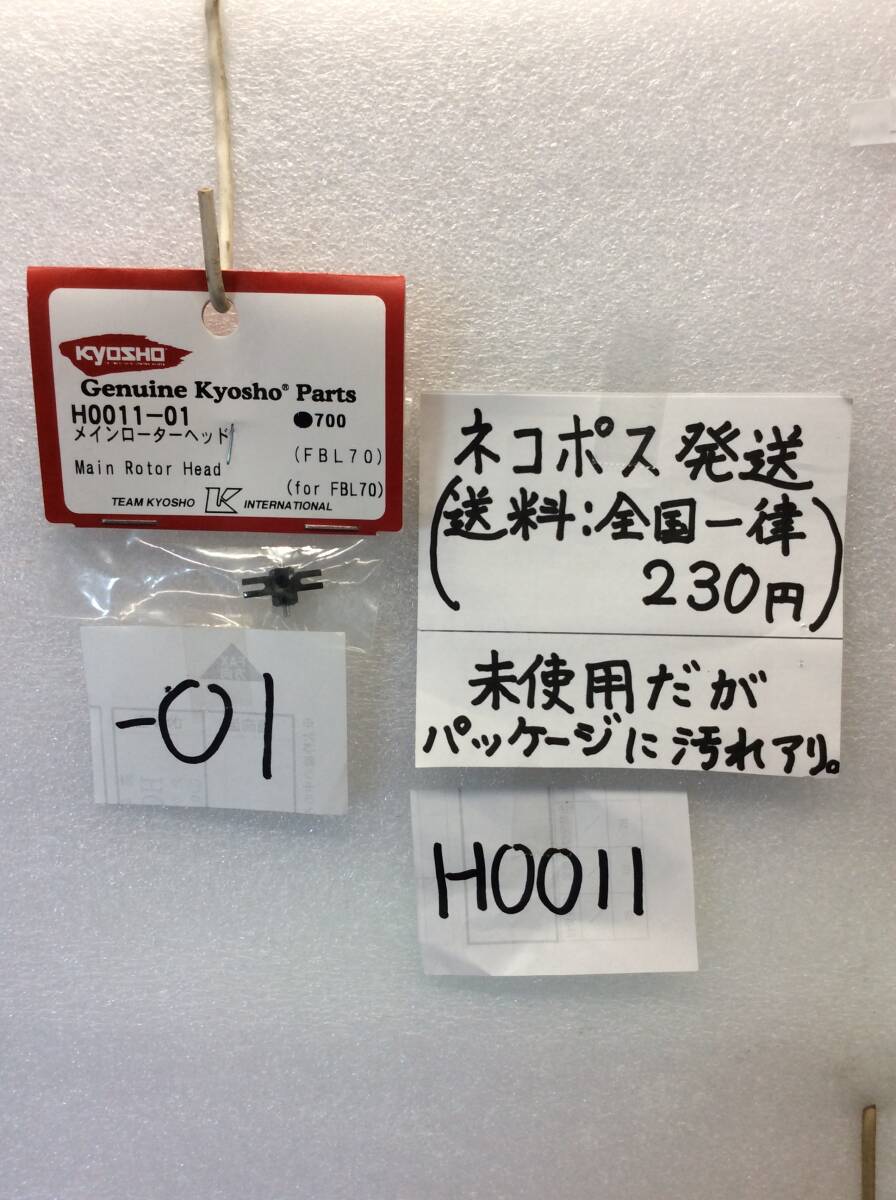 KYOSHO
Genuine Kyosho® Parts
H0011-01 ●700
メインローターヘッド
(FBL70)
Main Rotor Head
(for FBL70)
TEAM KYOSHO K INTERNATIONAL
-01
ネコポス発送
(送料:全国一律
230円)
未使用だが
パッケージに汚れアリ。
H0011